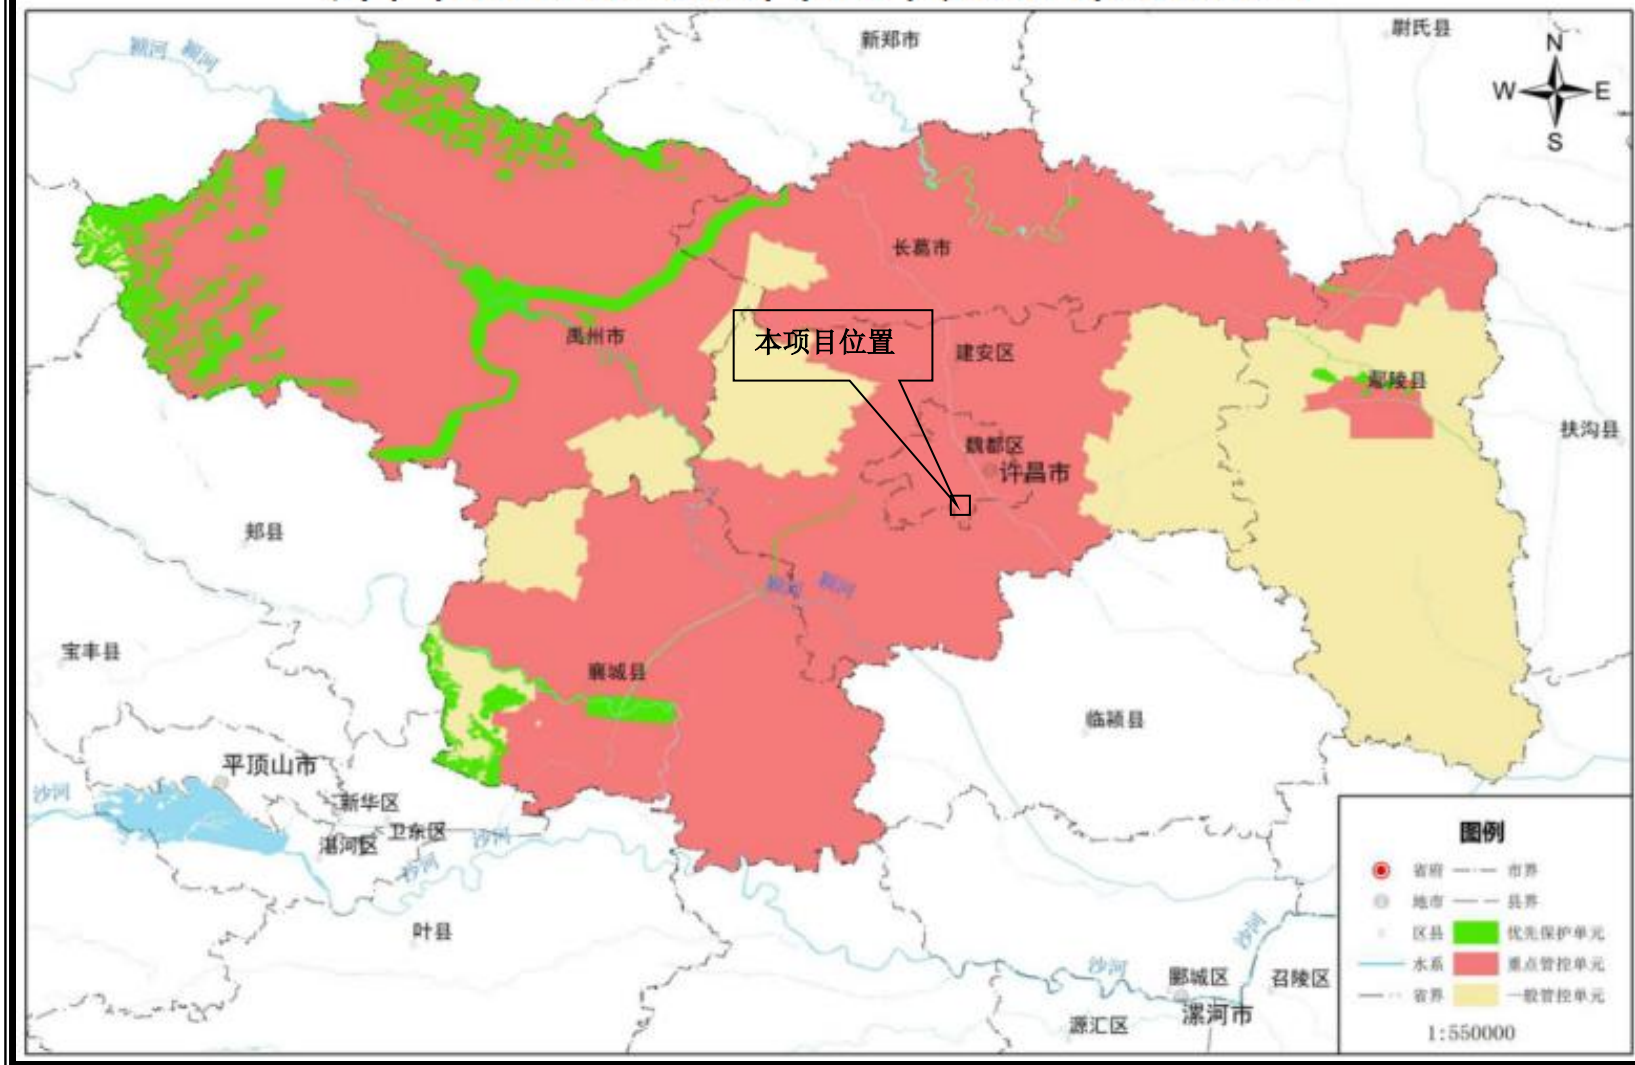 新郑市
尉氏县
N
W
E
S
颍河
颍河
长葛市
禹州市
本项目位置
建安区
鄢陵县
扶沟县
魏都区
许昌市
郏县
颍河
颍河
宝丰县
襄城县
临颍县
平顶山市
沙河
新华区
卫东区
沙河
湛河区
沙河
叶县
沙河
沙河
郾城区
召陵区
漯河市
源汇区
图例
省府
市界
地市
县界
区县
优先保护单元
水系
重点管控单元
省界
一般管控单元
1:550000